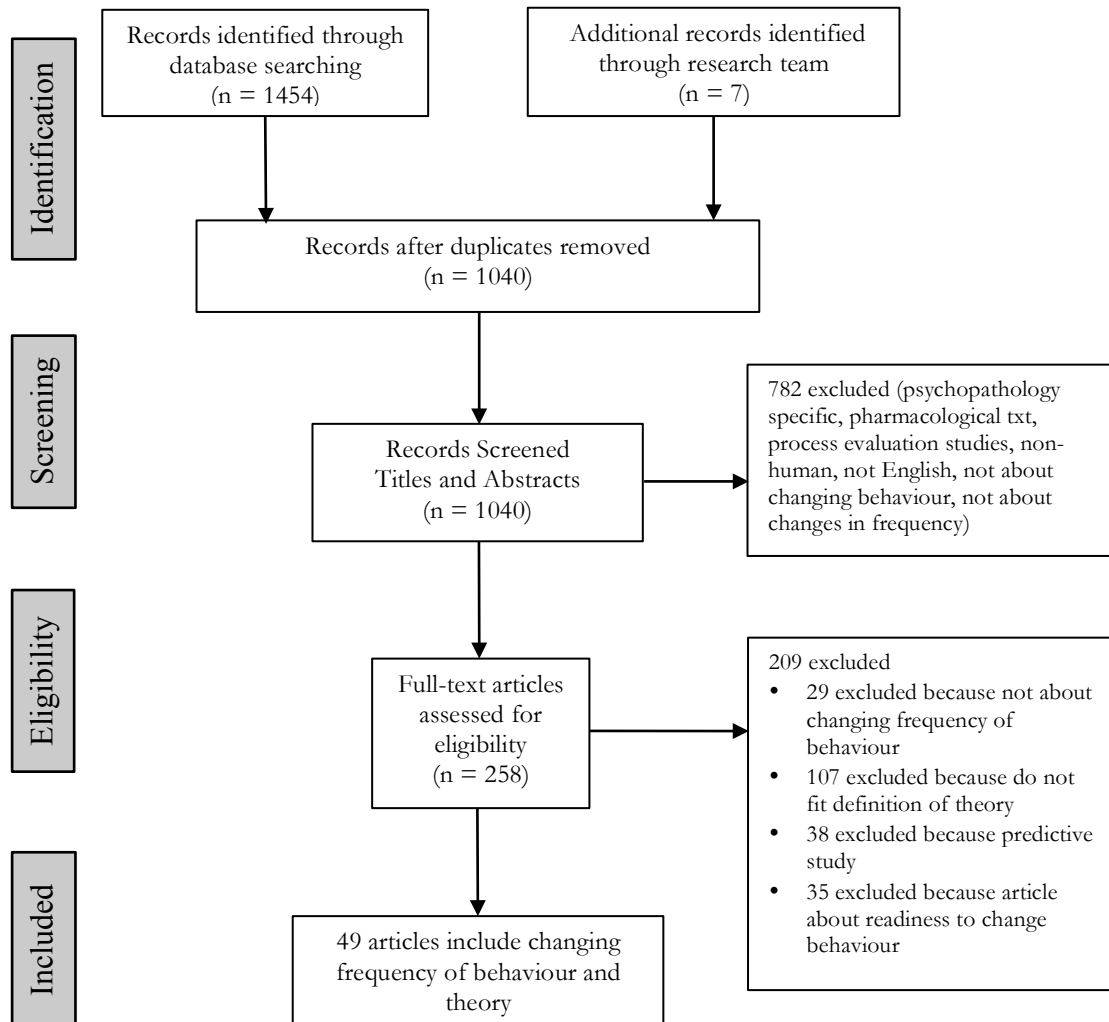 Identification
Records identified through
database searching
(n = 1454)
Additional records identified
through research team
(n = 7)
Records after duplicates removed
(n = 1040)
Screening
Records Screened
Titles and Abstracts
(n = 1040)
782 excluded (psychopathology
specific, pharmacological txt,
process evaluation studies, non-
human, not English, not about
changing behaviour, not about
changes in frequency)
Eligibility
Full-text articles
assessed for
eligibility
(n = 258)
209 excluded
• 29 excluded because not about
changing frequency of
behaviour
• 107 excluded because do not
fit definition of theory
• 38 excluded because predictive
study
• 35 excluded because article
about readiness to change
behaviour
Included
49 articles include changing
frequency of behaviour and
theory